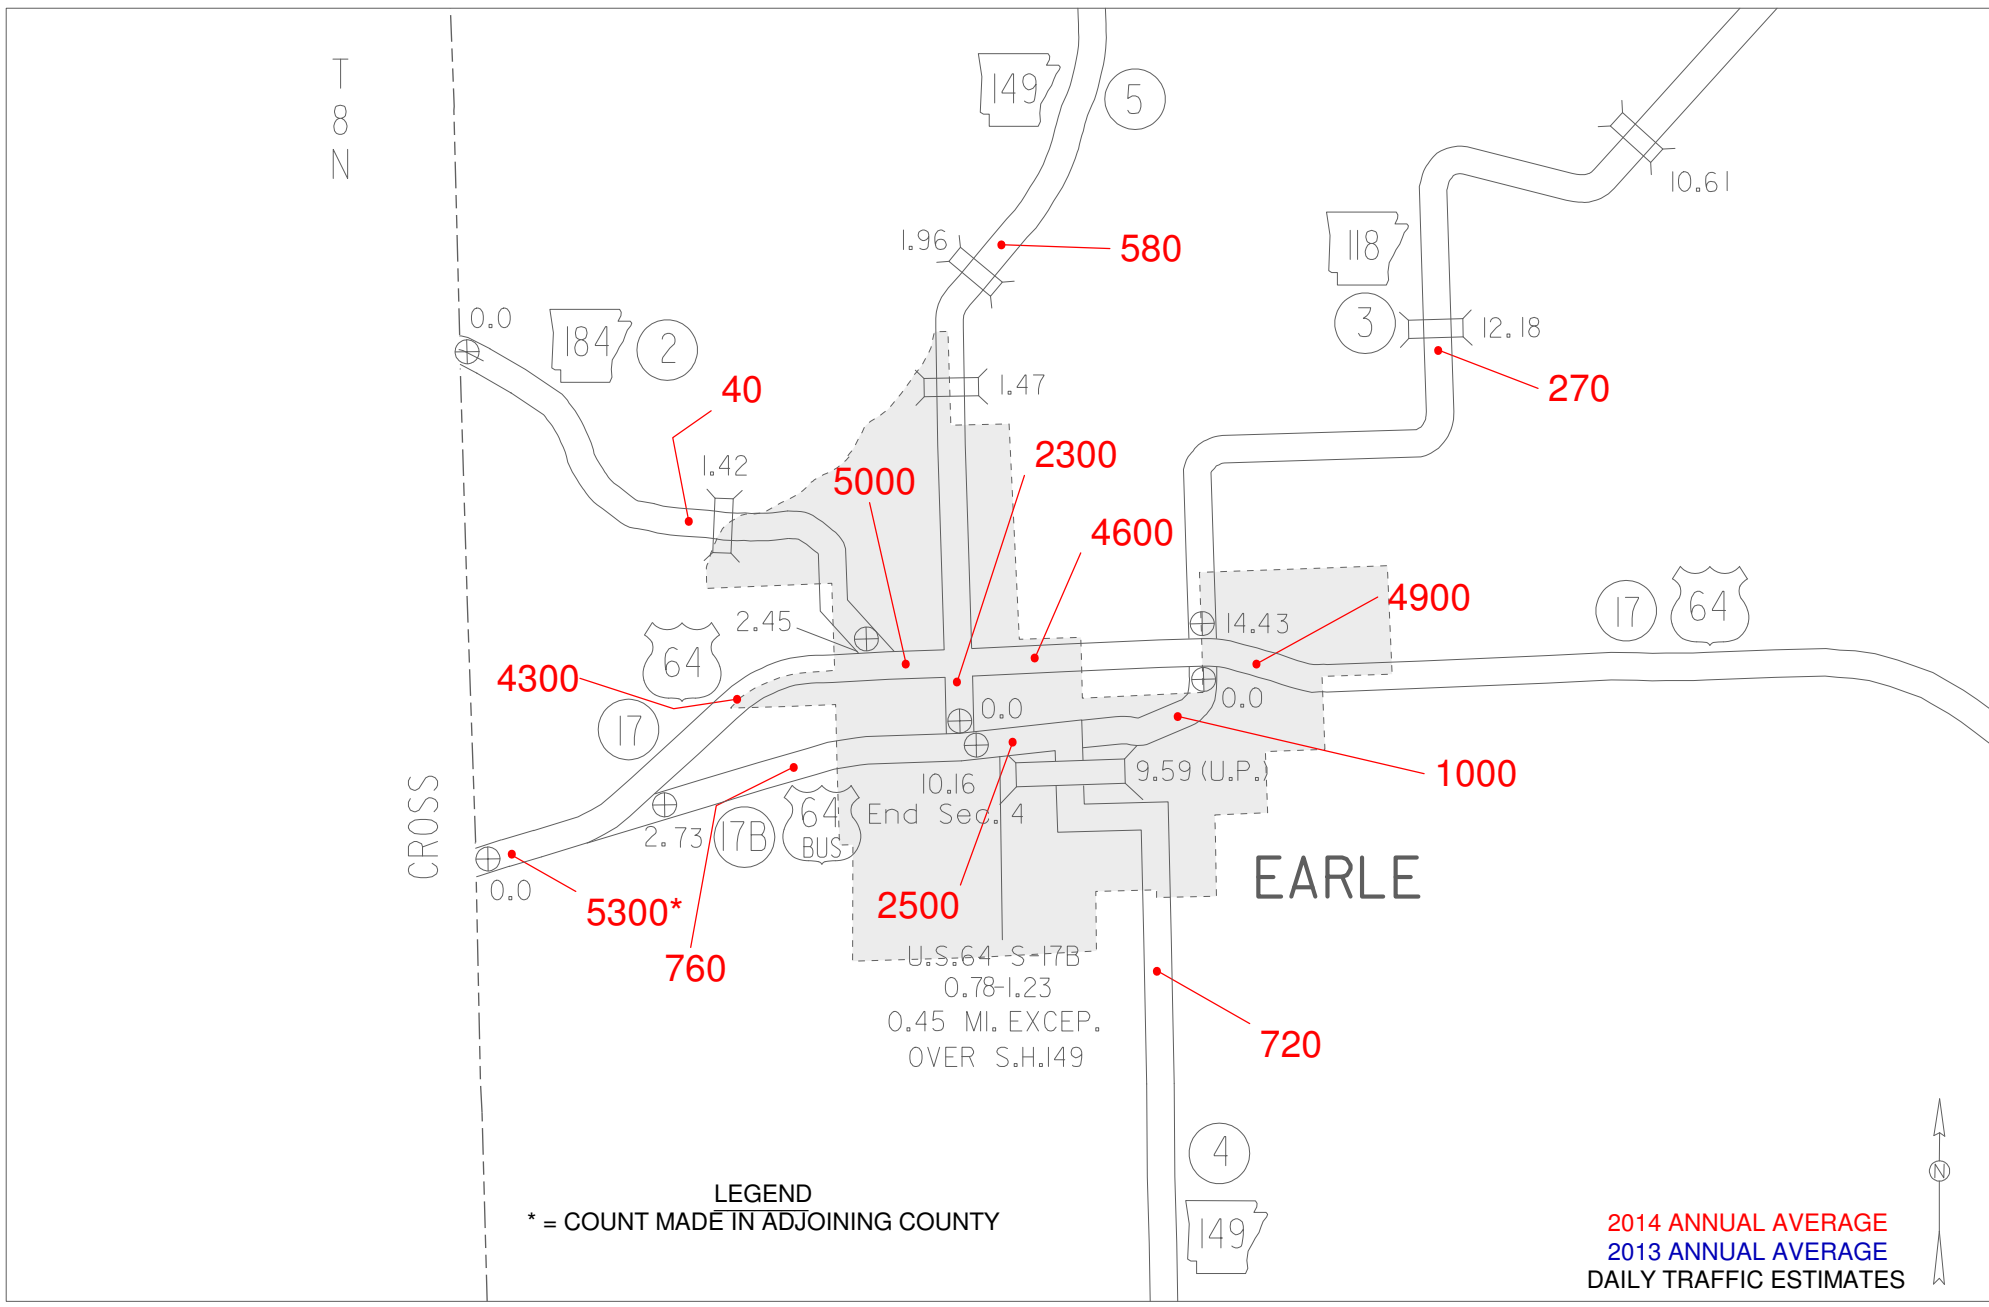 T
8
N
149
5
10.61
1.96
580
118
3
12.18
0.0
184
2
40
1.47
270
1.42
5000
2300
4600
4900
17
64
2.45
14.43
64
4300
17
0.0
0.0
10.16
9.59 (U.P.)
1000
End Sec. 4
CROSS
2.73
17B
64
BUS
EARLE
0.0
5300*
2500
760
U.S.64 S-17B
0.78-1.23
0.45 MI. EXCEP.
OVER S.H.149
720
4
149
N
LEGEND
* = COUNT MADE IN ADJOINING COUNTY
2014 ANNUAL AVERAGE
2013 ANNUAL AVERAGE
DAILY TRAFFIC ESTIMATES